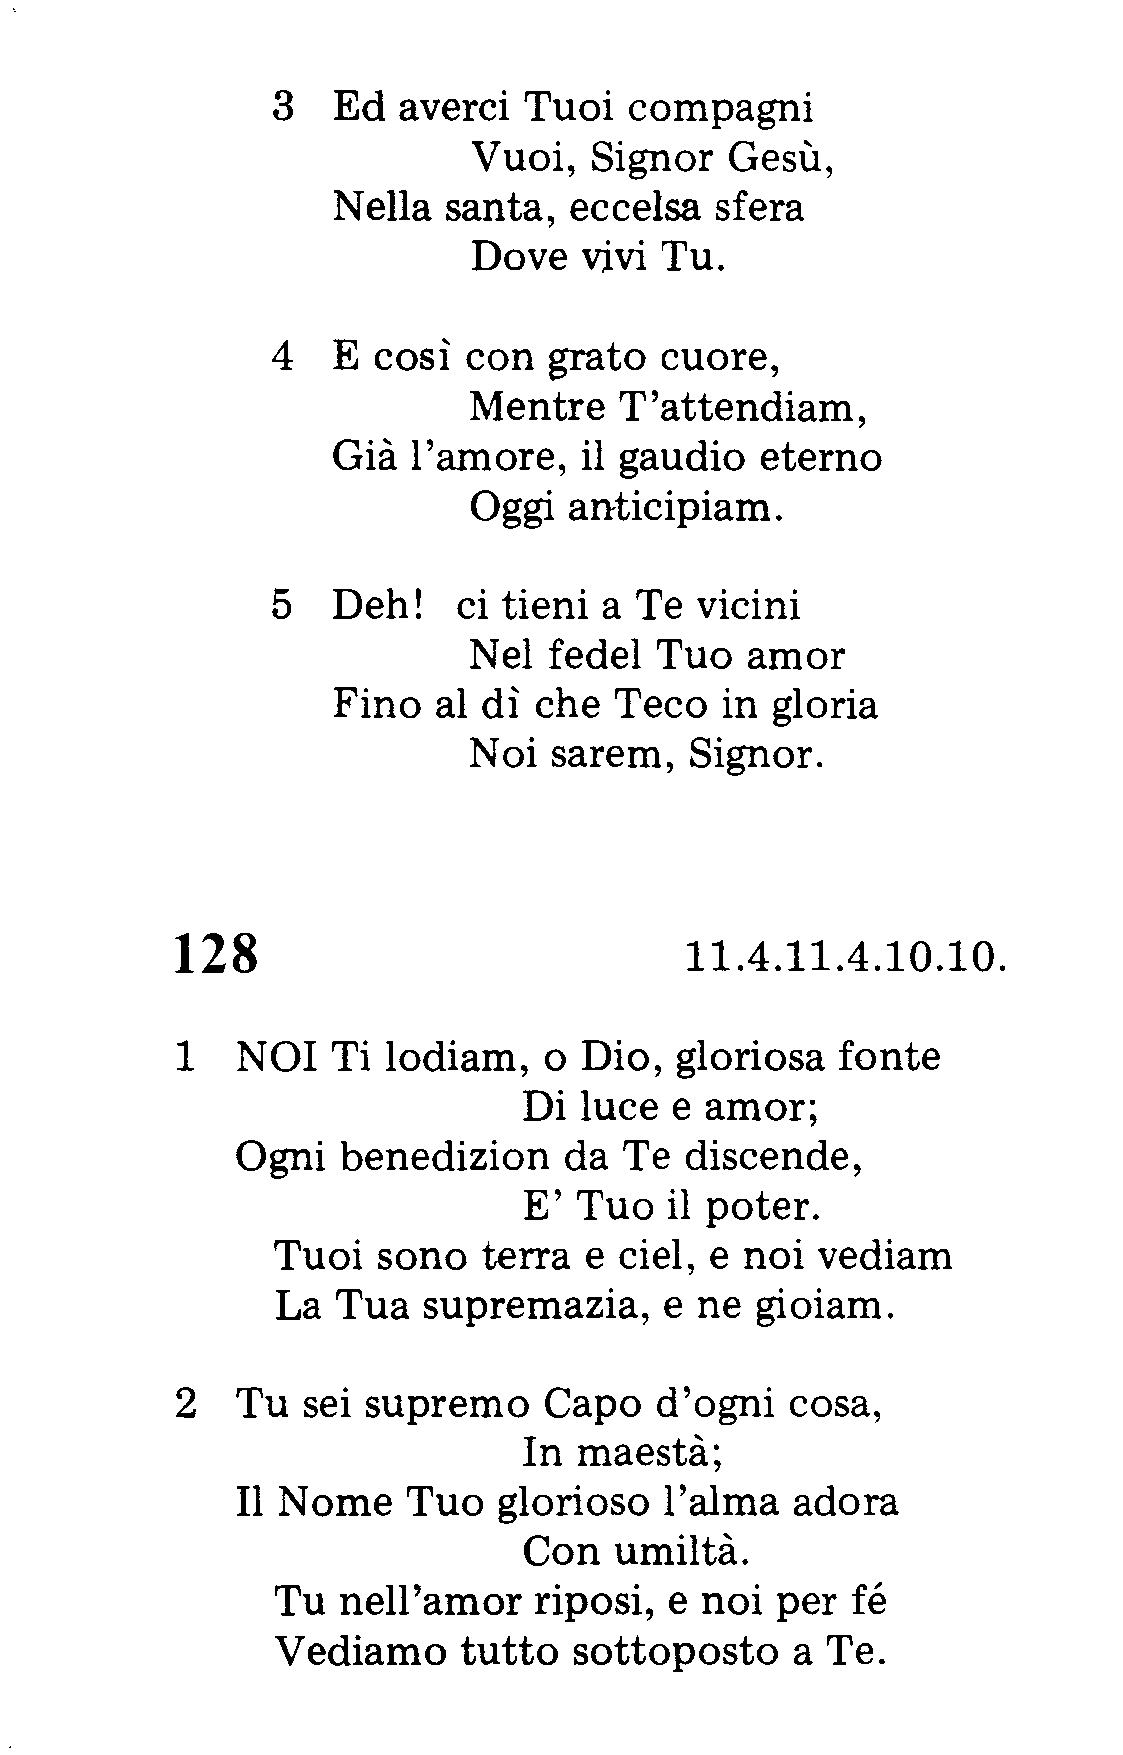 3 Ed averci Tuoi compagni
Vuoi, Signor Gesù,
Nella santa, eccelsa sfera
Dove vivi Tu.
4 E così con grato cuore,
Mentre T'attendiam,
Già l'amore, il gaudio eterno
Oggi anticipiam.
5 Deh! ci tieni a Te vicini
Nel fedel Tuo amor
Fino al dì che Teco in gloria
Noi sarem, Signor.
128 11.4.11.4.10.10.
1 NOI Ti lodiam, o Dio, gloriosa fonte
Di luce e amor;
Ogni benedizion da Te discende,
E' Tuo il poter.
Tuoi sono terra e ciel, e noi vediam
La Tua supremazia, e ne gioiam.
2 Tu sei supremo Capo d'ogni cosa,
In maestà;
Il Nome Tuo glorioso l'alma adora
Con umiltà.
Tu nell'amor riposi, e noi per fé
Vediamo tutto sottoposto a Te.